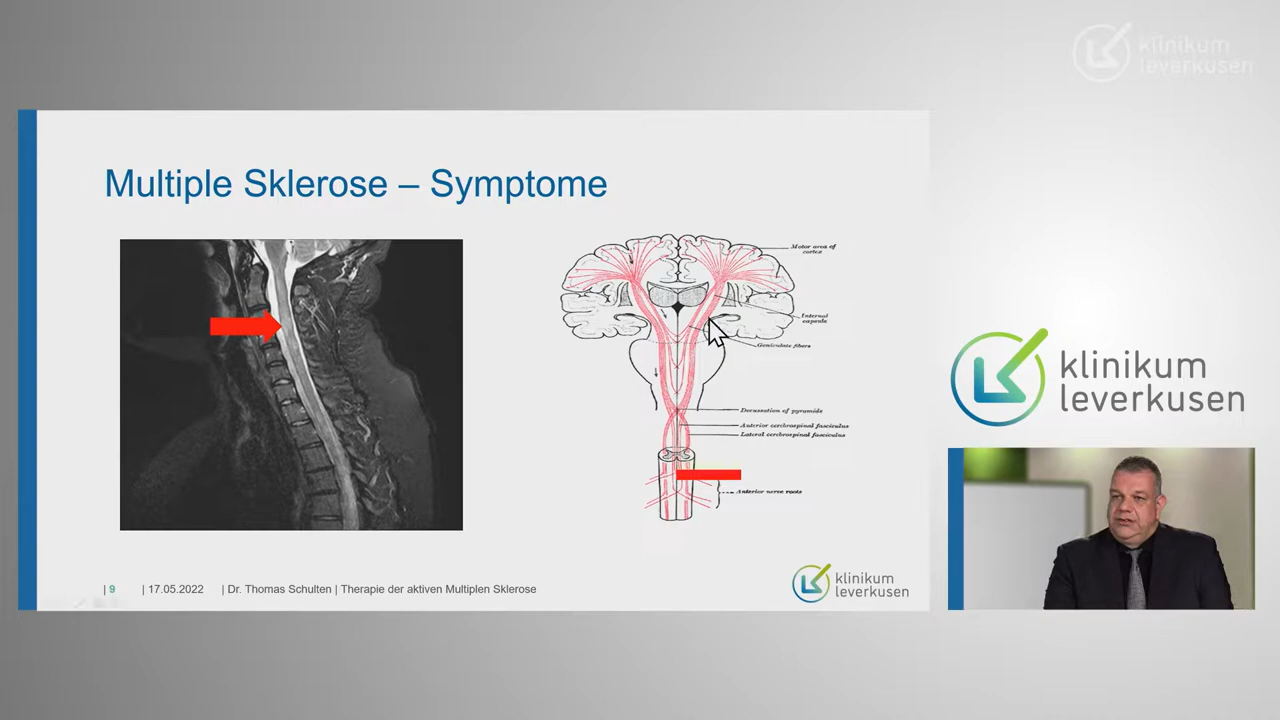 klinikum
leverkusen
Multiple Sklerose – Symptome
Motor area of
cortex
Internal
capsule
Geniculate fibers
Decussation of pyramids
Anterior cerebrospinal fasciculus
Lateral cerebrospinal fasciculus
Anterior nerve roots
klinikum
leverkusen
| 9 | 17.05.2022 | Dr. Thomas Schulten | Therapie der aktiven Multiplen Sklerose
klinikum
leverkusen